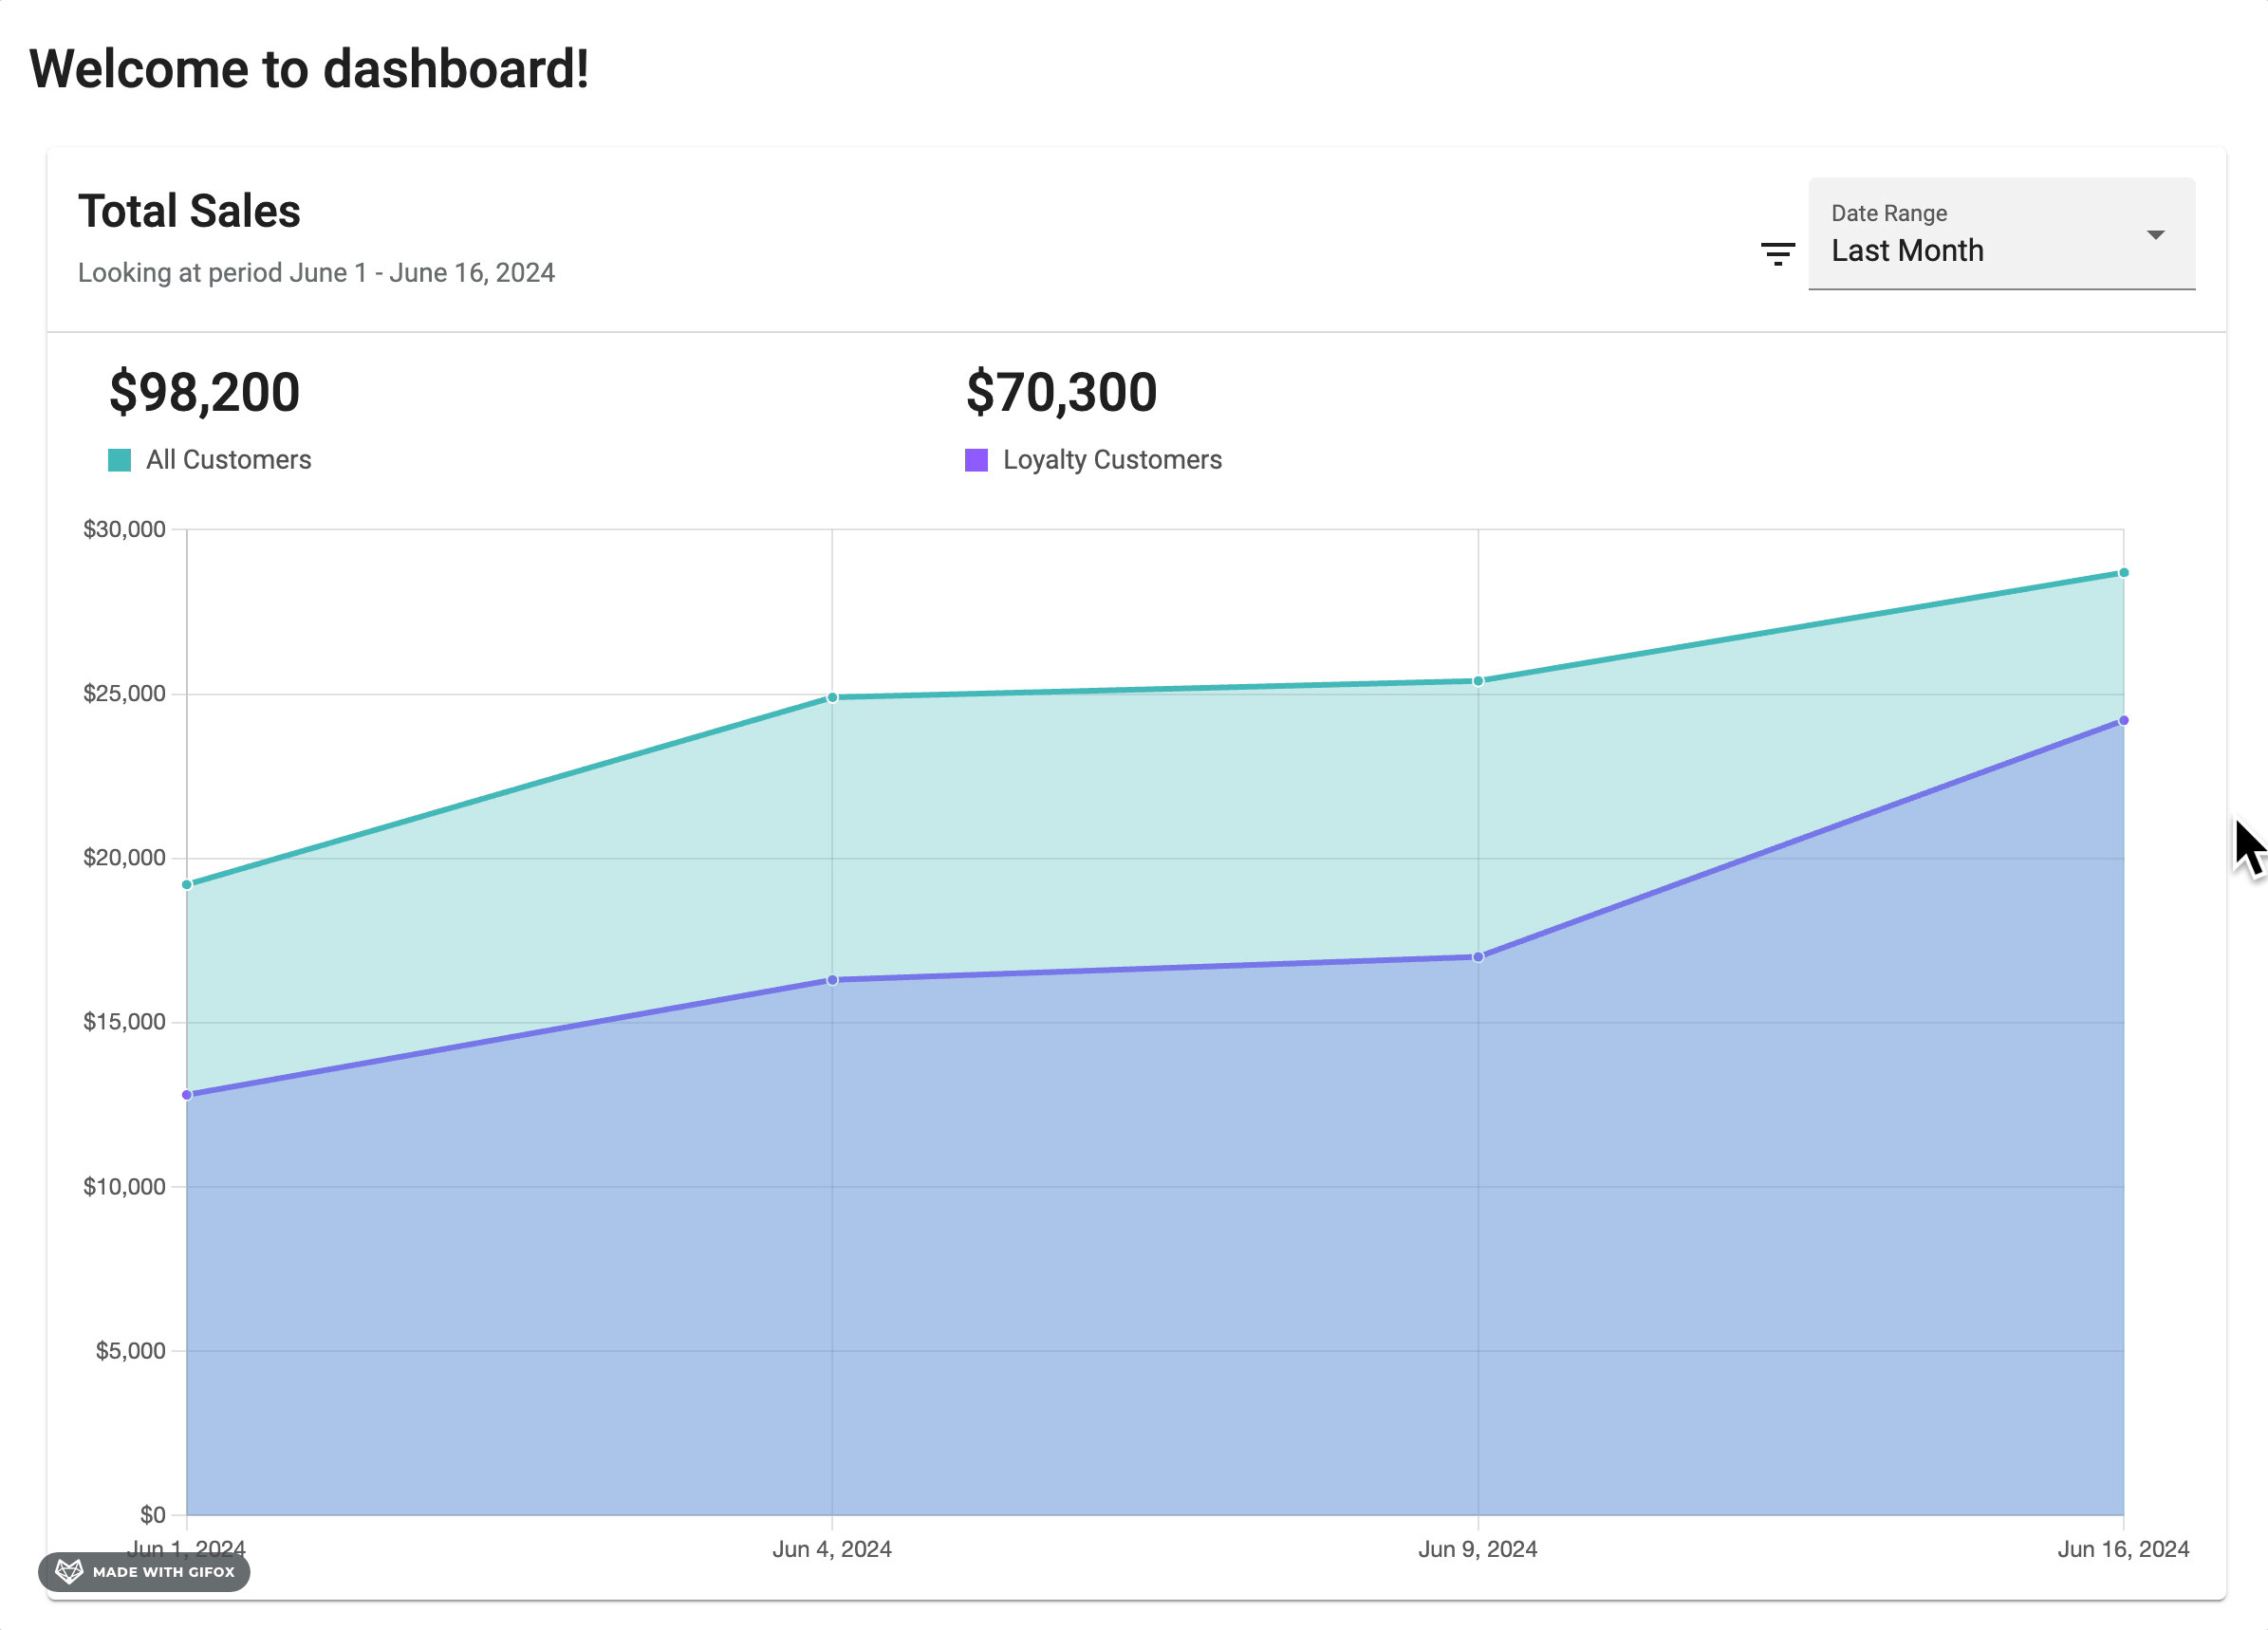 Welcome to dashboard!
Total Sales
Looking at period June 1 - June 16, 2024
Date Range
Last Month
$98,200
All Customers
$70,300
Loyalty Customers
$30,000
$25,000
$20,000
$15,000
$10,000
$5,000
$0
Jun 1, 2024
Jun 4, 2024
Jun 9, 2024
Jun 16, 2024
MADE WITH GIFOX